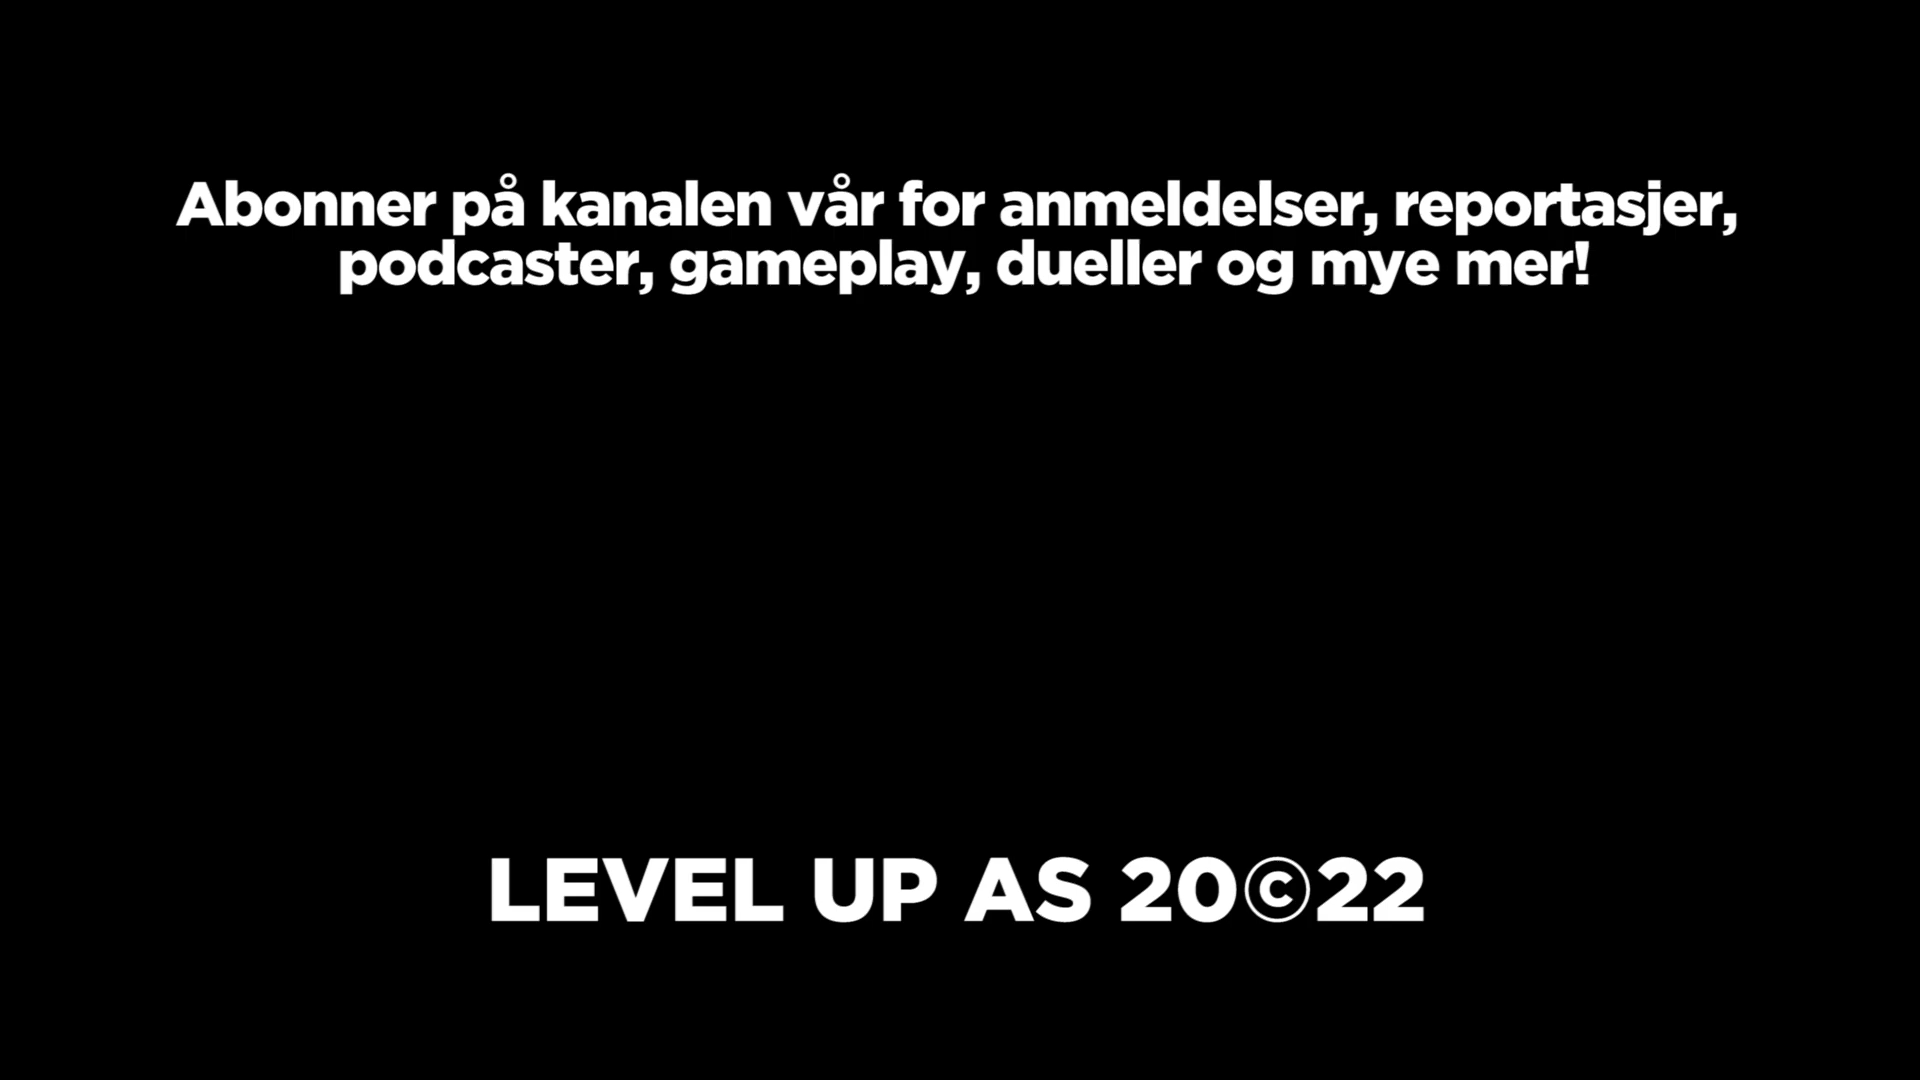 Abonner på kanalen vår for anmeldelser, reportasjer,
podcaster, gameplay, dueller og mye mer!
LEVEL UP AS 20©22